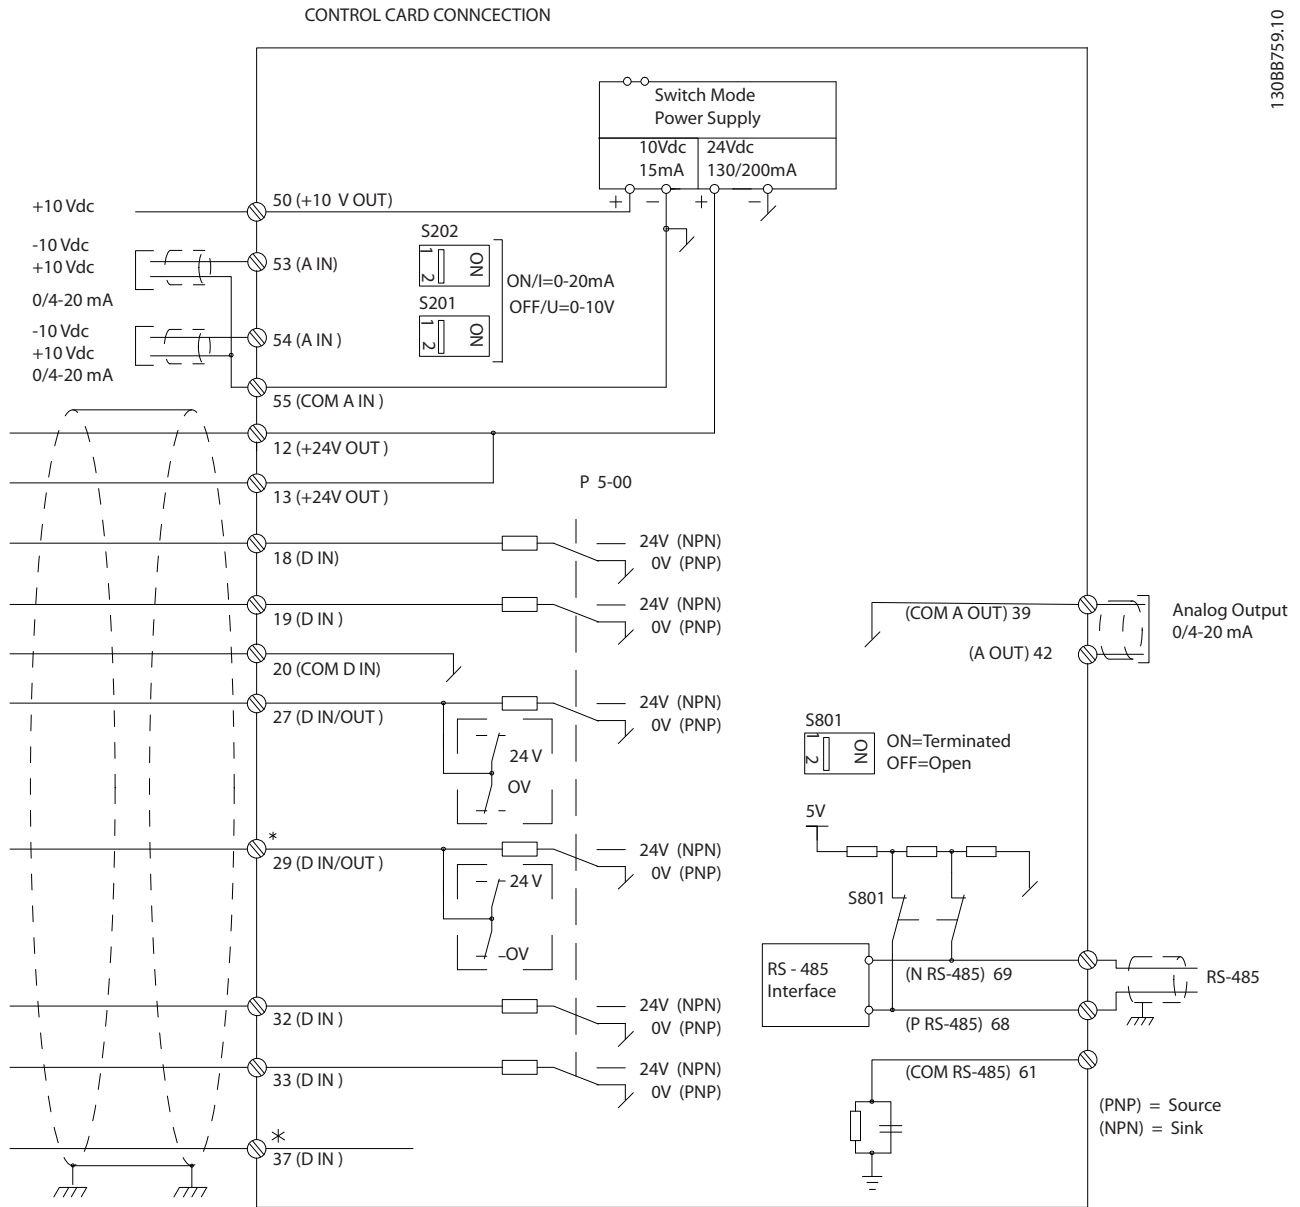 CONTROL CARD CONNCECTION
130BB759.10
Switch Mode
Power Supply
10Vdc
15mA
24Vdc
130/200mA
+ − + −
+10 Vdc
50 (+10 V OUT)
-10 Vdc
+10 Vdc
0/4-20 mA
53 (A IN)
S202
1
2
ON
ON/I=0-20mA
OFF/U=0-10V
S201
1
2
ON
-10 Vdc
+10 Vdc
0/4-20 mA
54 (A IN )
55 (COM A IN )
12 (+24V OUT )
13 (+24V OUT )
P 5-00
18 (D IN)
24V (NPN)
0V (PNP)
19 (D IN )
24V (NPN)
0V (PNP)
(COM A OUT) 39
Analog Output
0/4-20 mA
(A OUT) 42
20 (COM D IN)
27 (D IN/OUT )
24V (NPN)
0V (PNP)
24 V
OV
S801
1
2
ON
ON=Terminated
OFF=Open
5V
*
29 (D IN/OUT )
24V (NPN)
0V (PNP)
24 V
OV
S801
RS - 485
Interface
(N RS-485) 69
RS-485
(P RS-485) 68
32 (D IN )
24V (NPN)
0V (PNP)
33 (D IN )
24V (NPN)
0V (PNP)
(COM RS-485) 61
(PNP) = Source
(NPN) = Sink
*
37 (D IN )